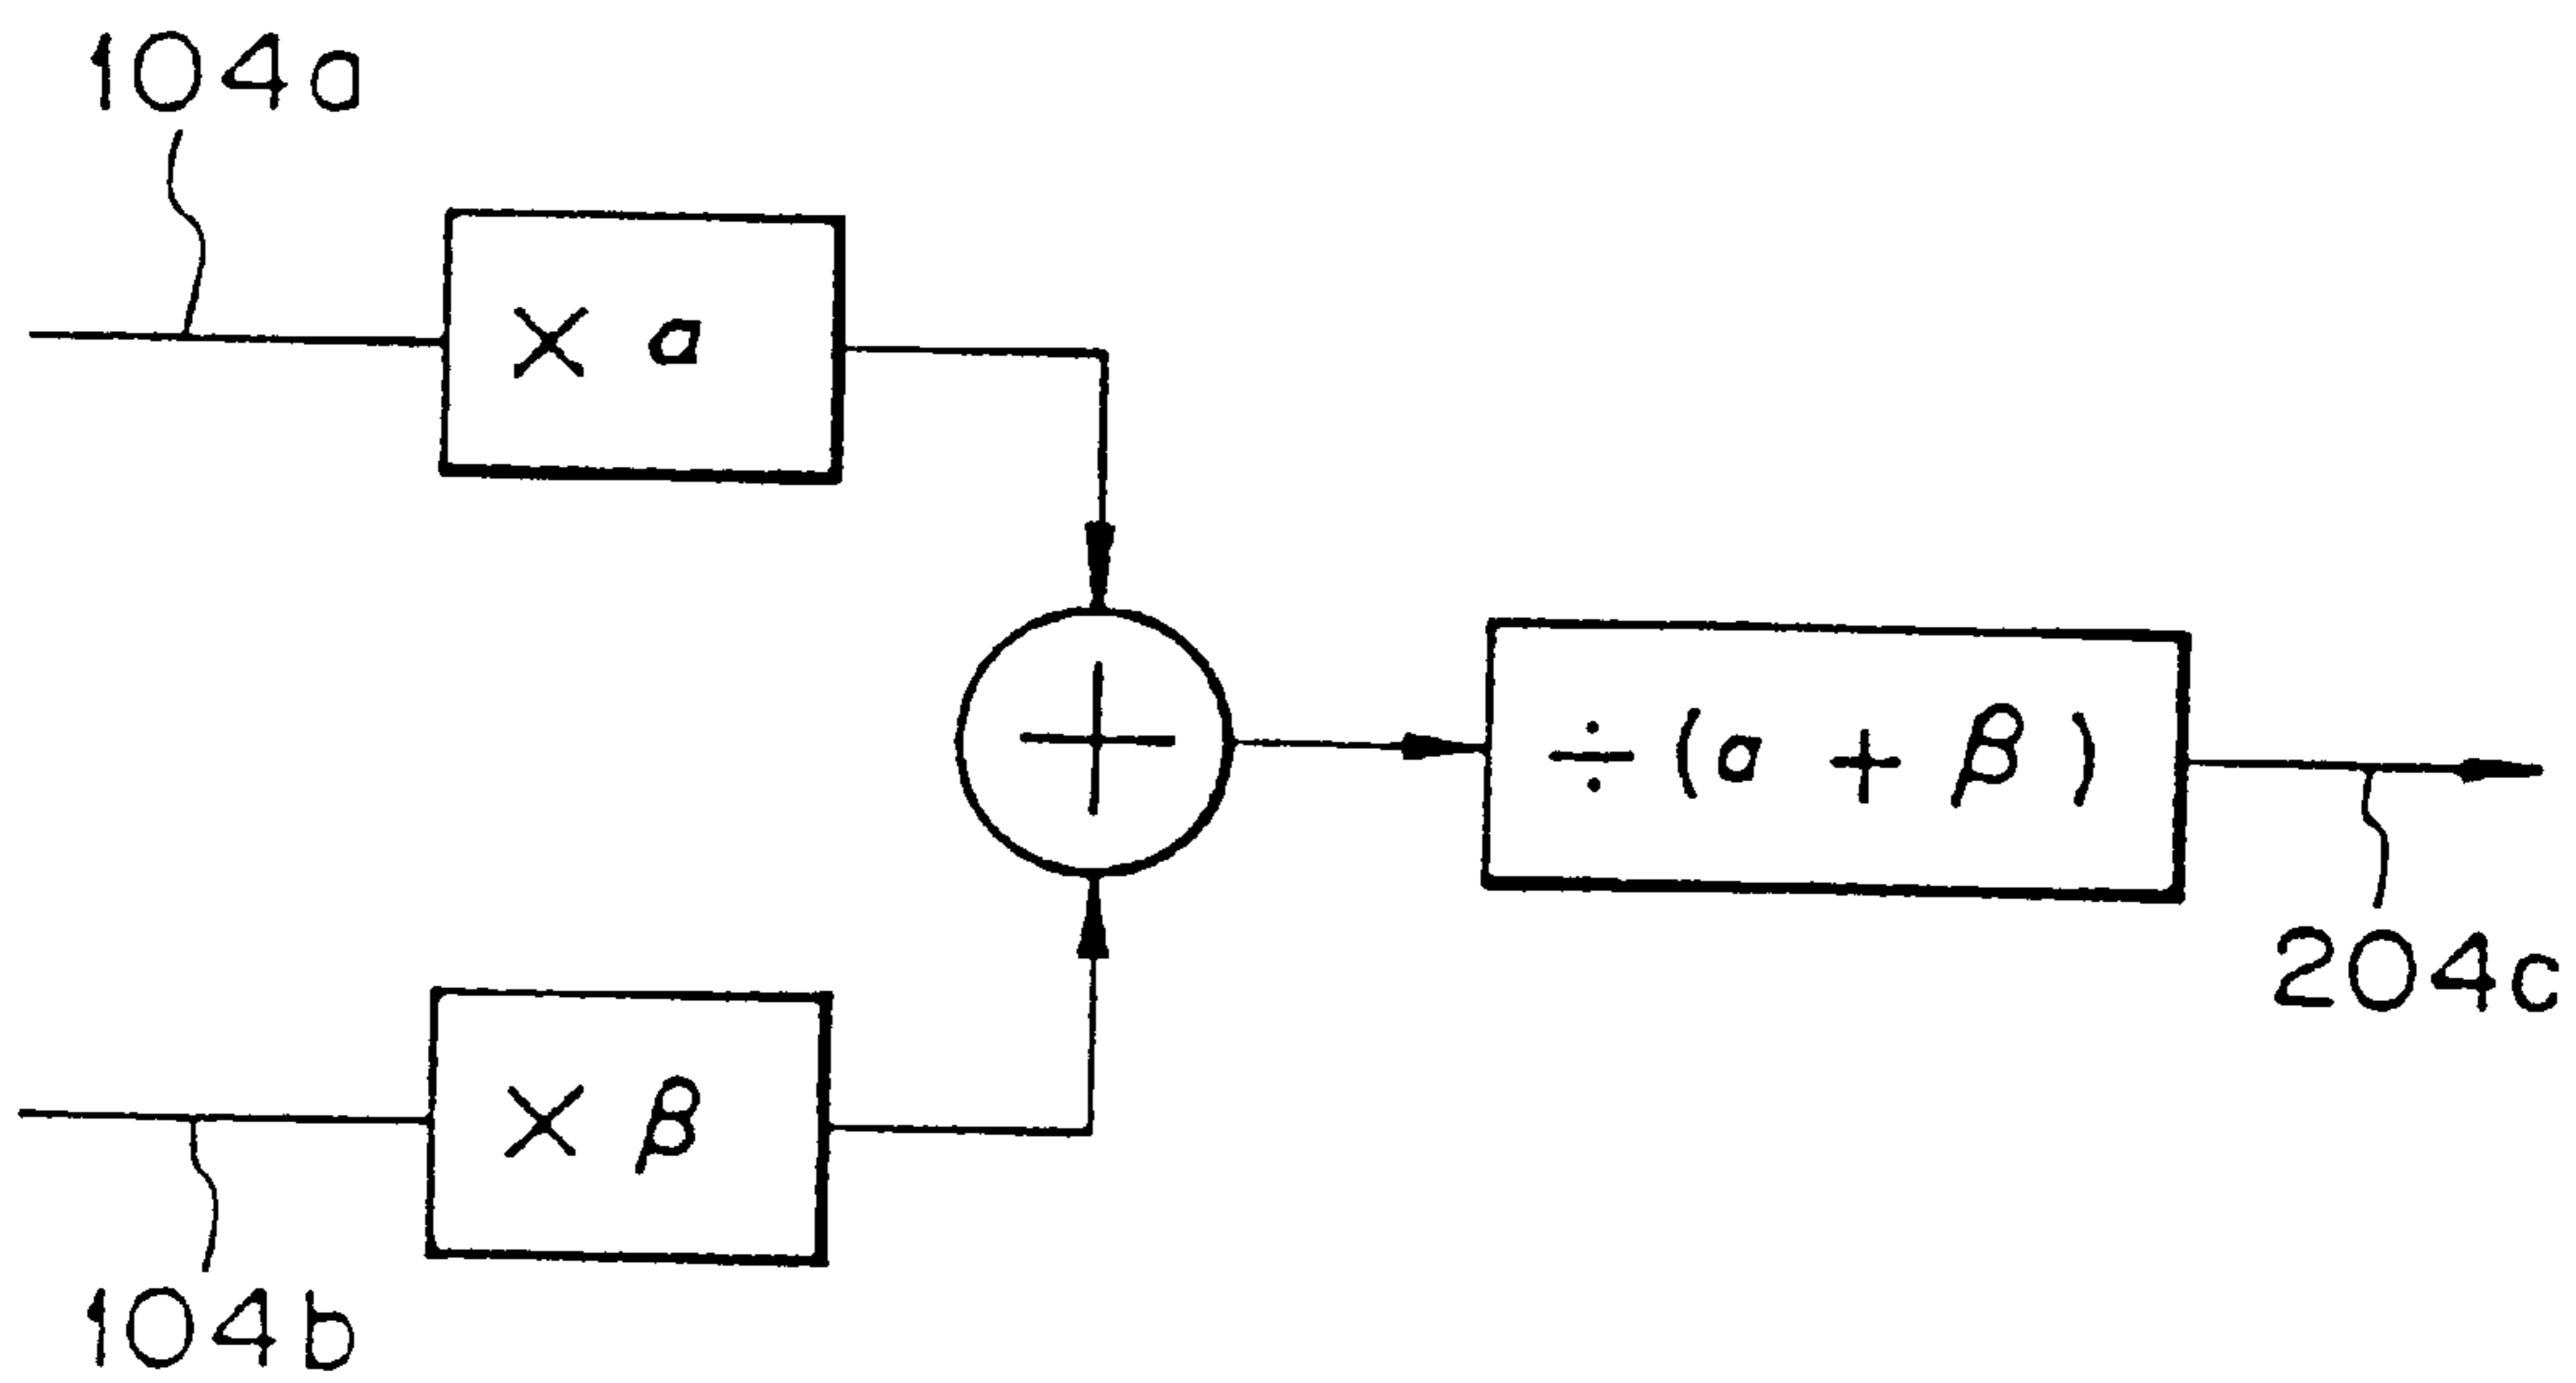 104a
× α
÷ (α + β)
+
204c
× β
104b